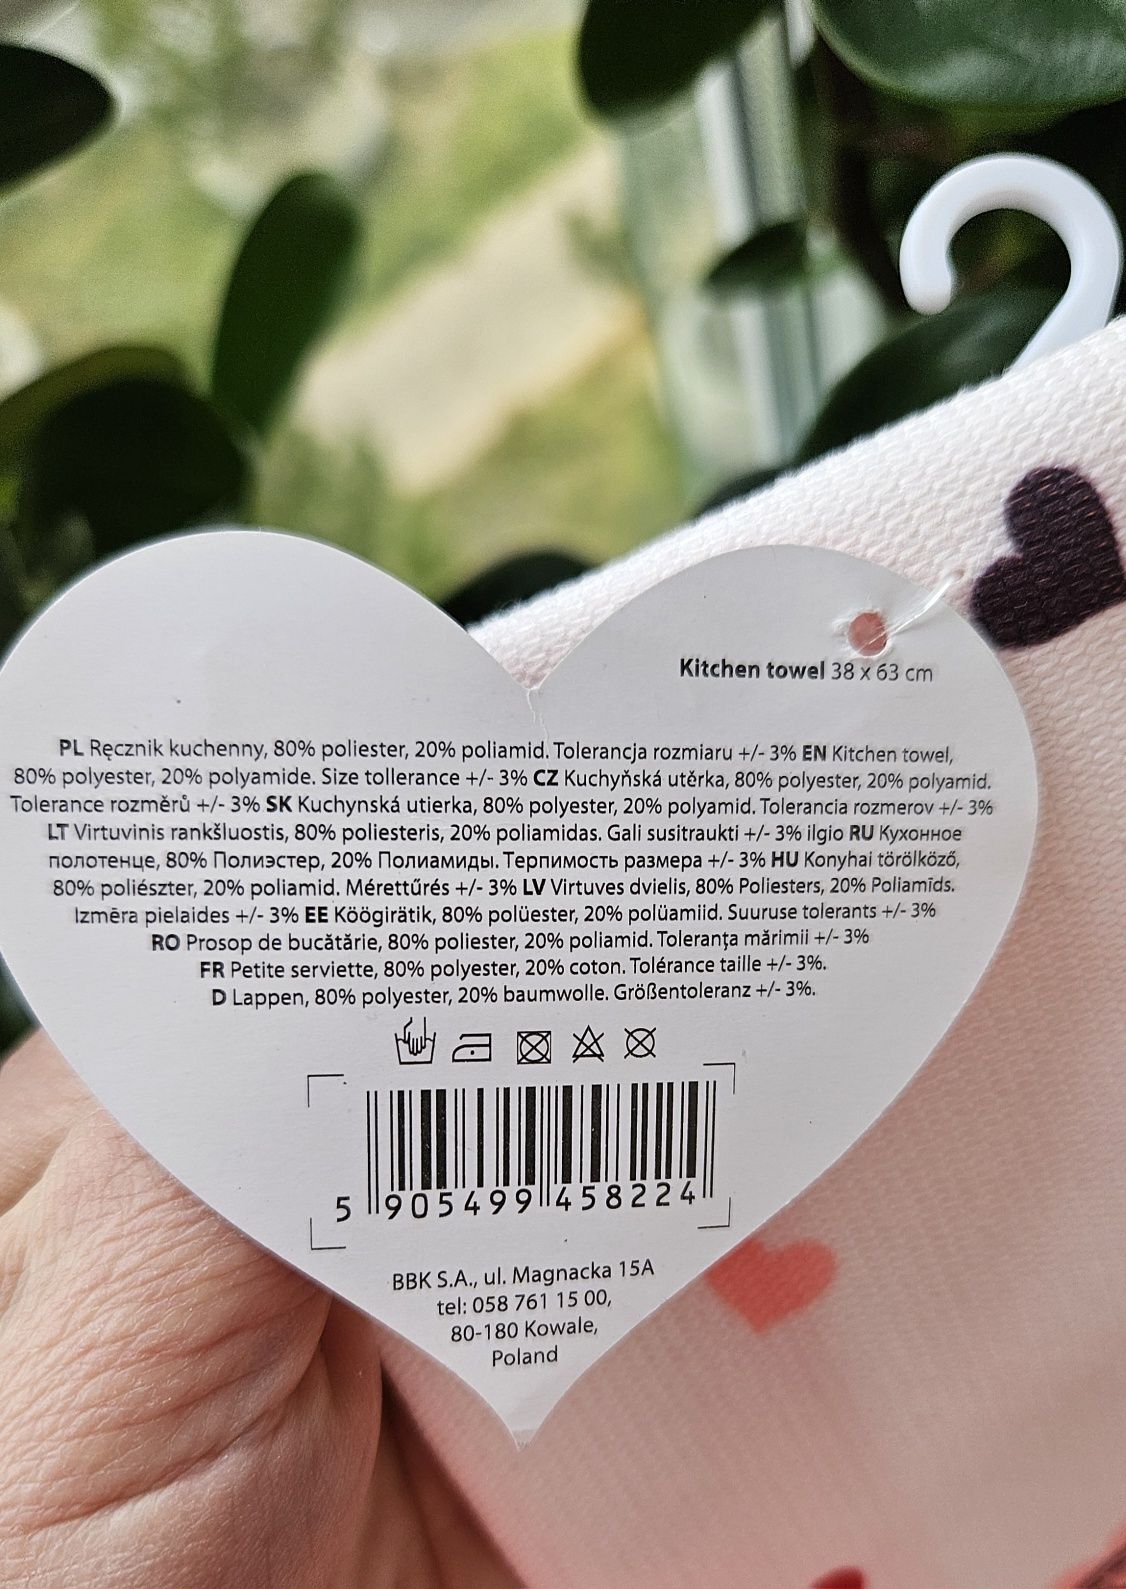 Kitchen towel 38 x 63 cm
PL Ręcznik kuchenny, 80% poliester, 20% poliamid. Tolerancja rozmiaru +/- 3% EN Kitchen towel,
80% polyester, 20% polyamide. Size tollerance +/- 3% CZ Kuchyňská utěrka, 80% polyester, 20% polyamid.
Tolerance rozměrů +/- 3% SK Kuchynská utierka, 80% polyester, 20% polyamid. Tolerancia rozmerov +/- 3%
LT Virtuvinis rankšluostis, 80% poliesteris, 20% poliamidas. Gali susitraukti +/- 3% ilgio RU Кухонное
полотенце, 80% Полиэстер, 20% Полиамиды. Терпимость размера +/- 3% HU Konyhai törölköző,
80% poliészter, 20% poliamid. Mérettűrés +/- 3% LV Virtuves dvielis, 80% Poliesters, 20% Poliamīds.
Izmēra pielaides +/- 3% EE Köögirätik, 80% polüester, 20% polüamiid. Suuruse tolerants +/- 3%
RO Prosop de bucătărie, 80% poliester, 20% poliamid. Toleranța mărimii +/- 3%
FR Petite serviette, 80% polyester, 20% coton. Tolérance taille +/- 3%.
D Lappen, 80% polyester, 20% baumwolle. Größentoleranz +/- 3%.
5 905499 458224
BBK S.A., ul. Magnacka 15A
tel: 058 761 15 00,
80-180 Kowale,
Poland